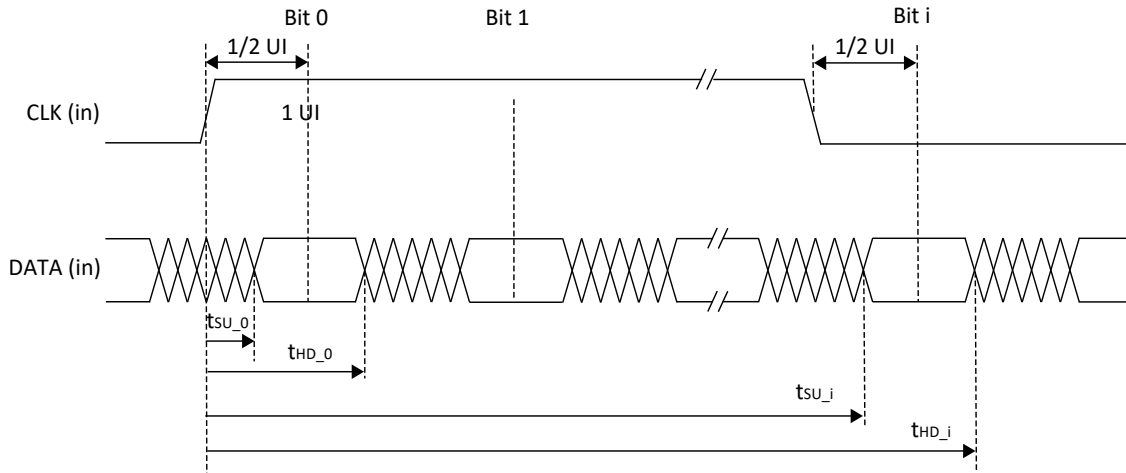 Bit 0
Bit 1
Bit i
1/2 UI
1/2 UI
CLK (in)
1 UI
DATA (in)
tSU_0
tHD_0
tSU_i
tHD_i